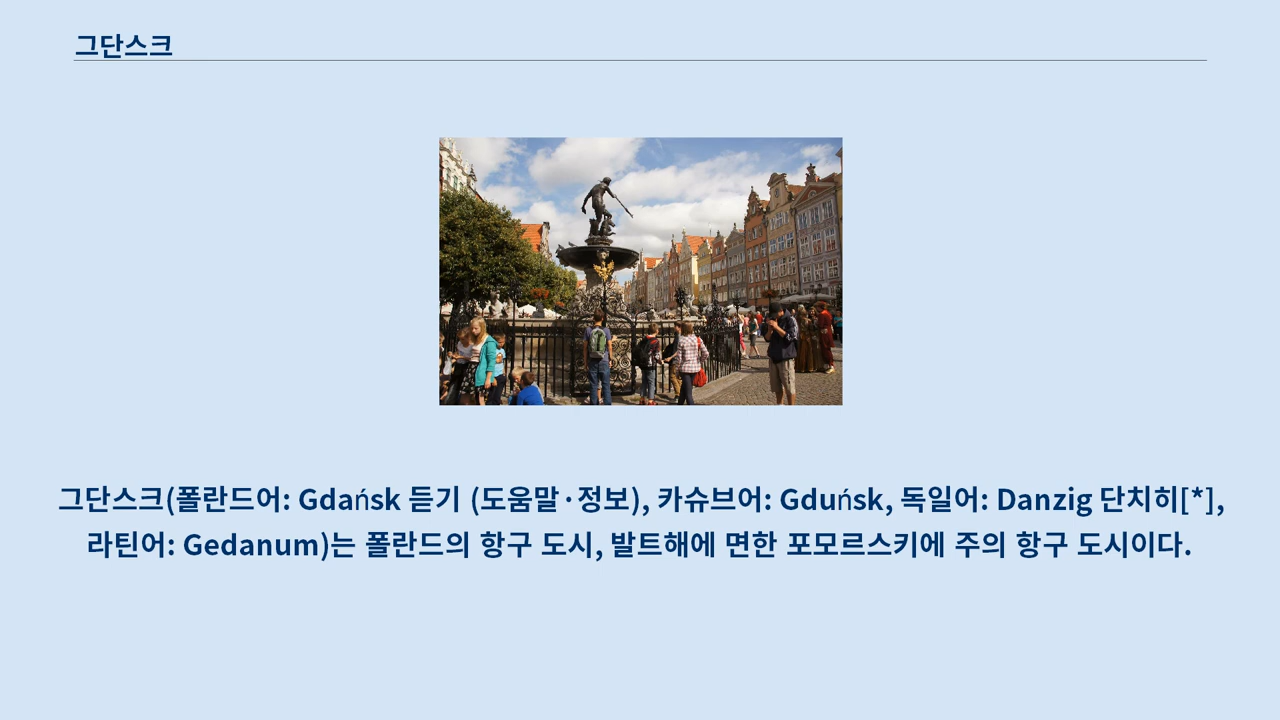 그단스크
그단스크(폴란드어: Gdańsk 듣기 (도움말·정보), 카슈브어: Gduńsk, 독일어: Danzig 단치히[*],
라틴어: Gedanum)는 폴란드의 항구 도시, 발트해에 면한 포모르스키에 주의 항구 도시이다.